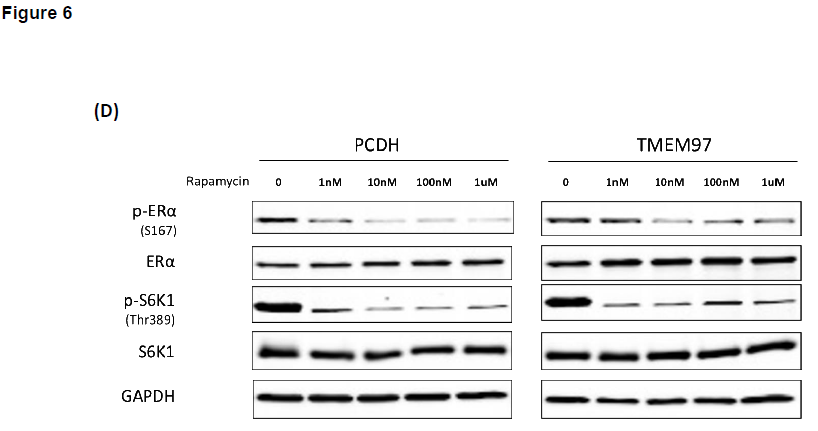 Figure 6
(D)
PCDH TMEM97
Rapamycin 0 1nM 10nM 100nM 1uM 0 1nM 10nM 100nM 1uM
p-ERα
(S167)
ERα
p-S6K1
(Thr389)
S6K1
GAPDH